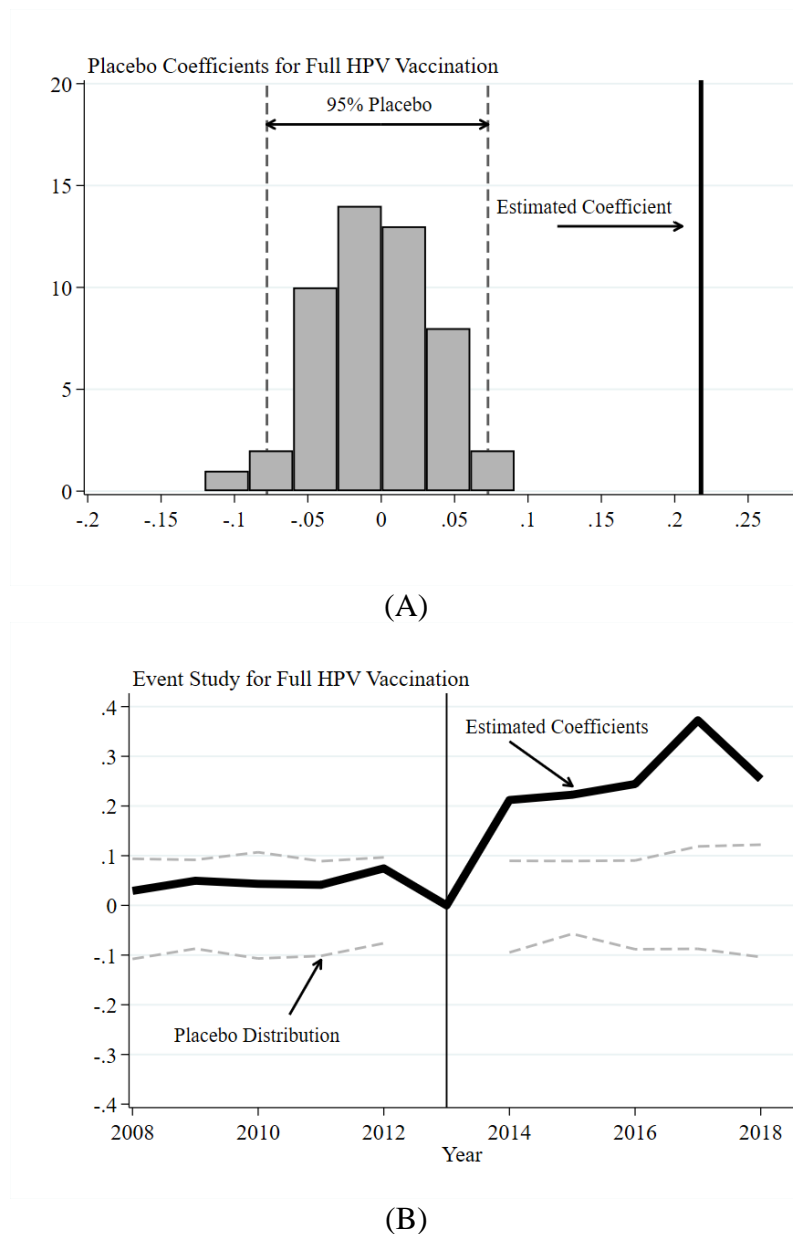 Placebo Coefficients for Full HPV Vaccination
20
95% Placebo
15
Estimated Coefficient
10
5
0
-.2 -.15 -.1 -.05 0 .05 .1 .15 .2 .25
(A)
Event Study for Full HPV Vaccination
.4
Estimated Coefficients
.3
.2
.1
0
-.1
-.2
Placebo Distribution
-.3
-.4
2008 2010 2012 2014 2016 2018
Year
(B)